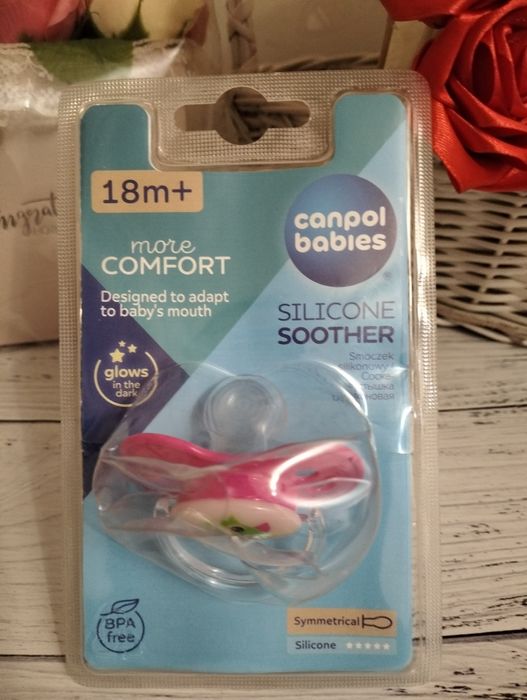 18m+
canpol
babies
more
COMFORT
Designed to adapt
to baby's mouth
SILICONE
SOOTHER
Smoczek
silikonowy
glows
in the
dark
BPA
free
Symmetrical
Silicone